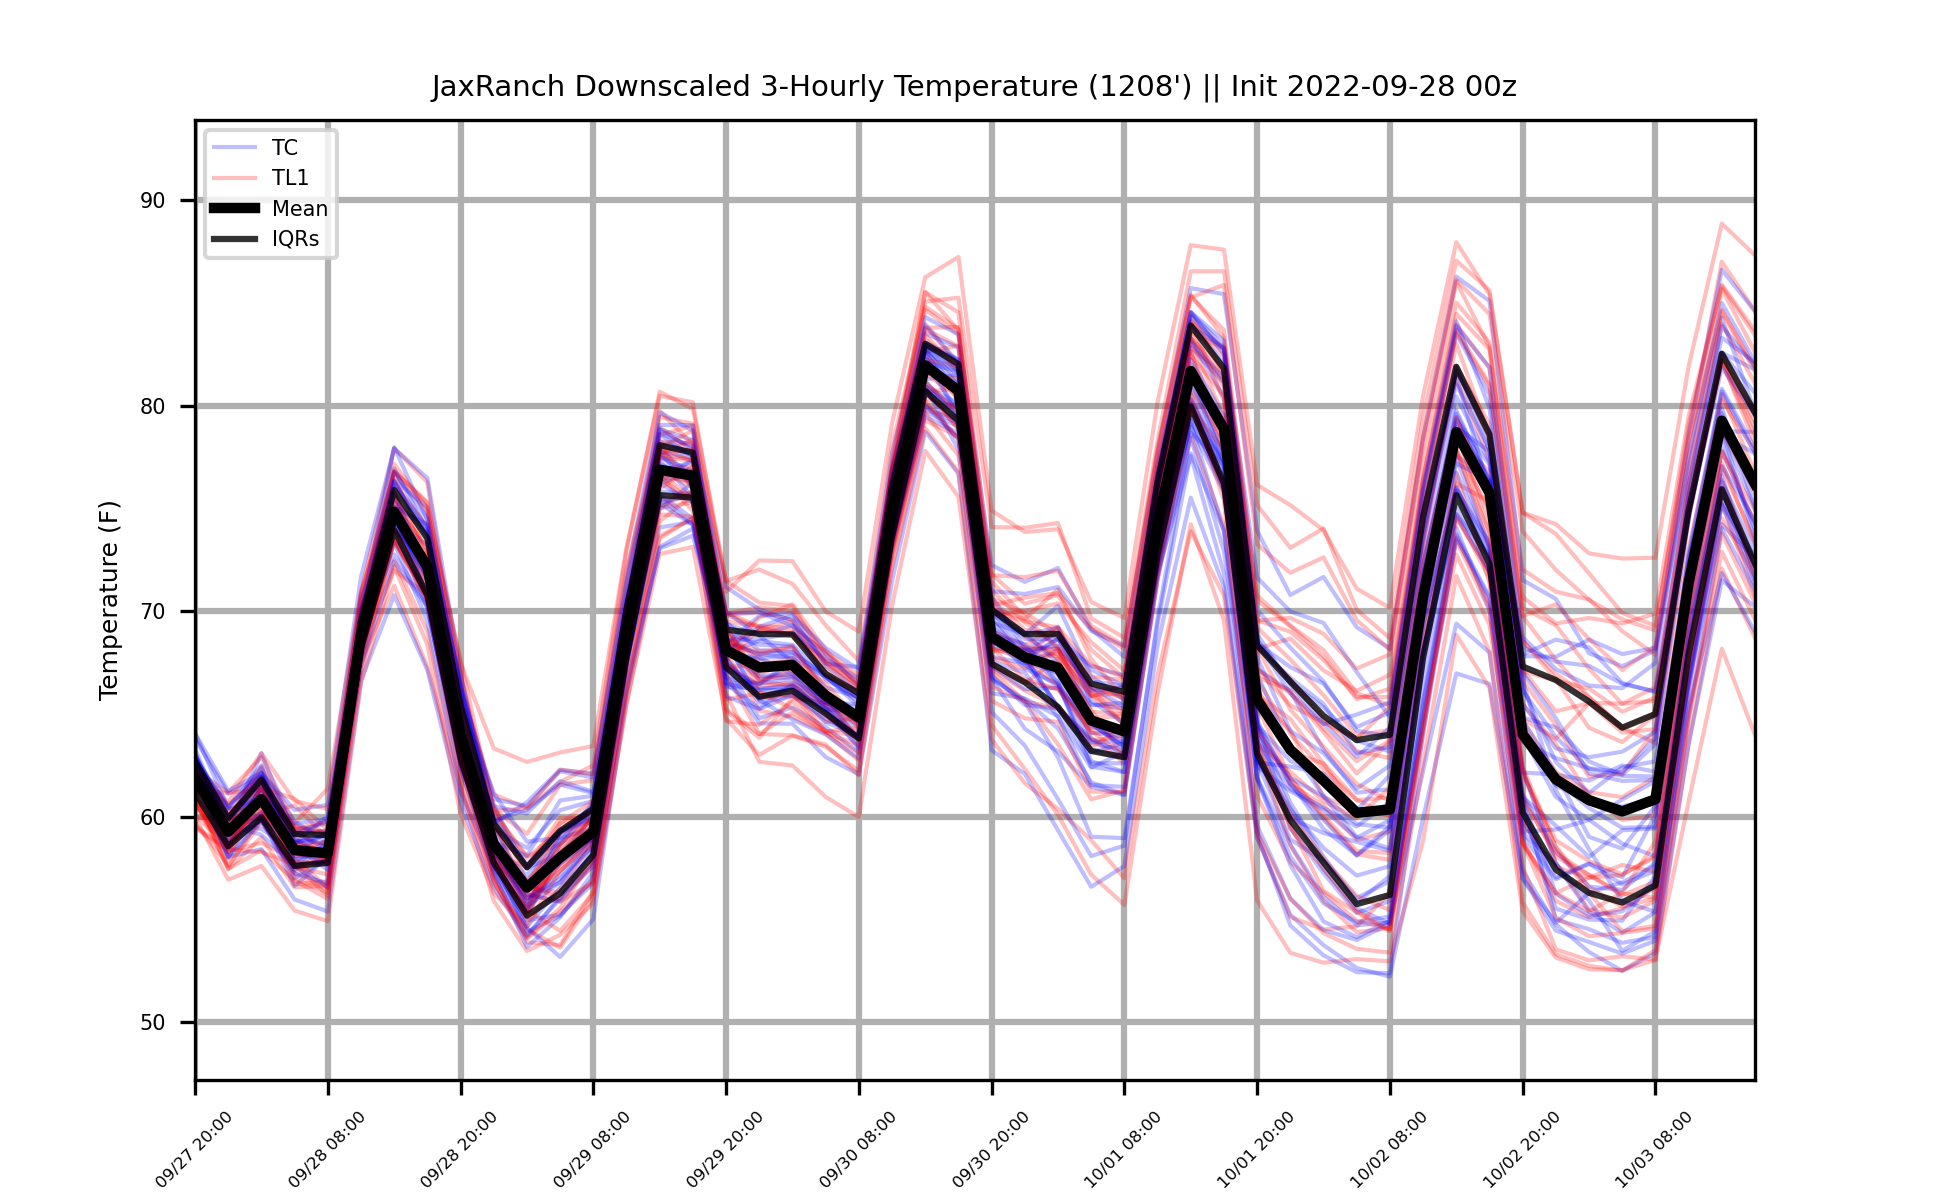 JaxRanch Downscaled 3-Hourly Temperature (1208') || Init 2022-09-28 00z
TC
TL1
Mean
IQRs
Temperature (F)
90
80
70
60
50
09/27 20:00
09/28 08:00
09/28 20:00
09/29 08:00
09/29 20:00
09/30 08:00
09/30 20:00
10/01 08:00
10/01 20:00
10/02 08:00
10/02 20:00
10/03 08:00